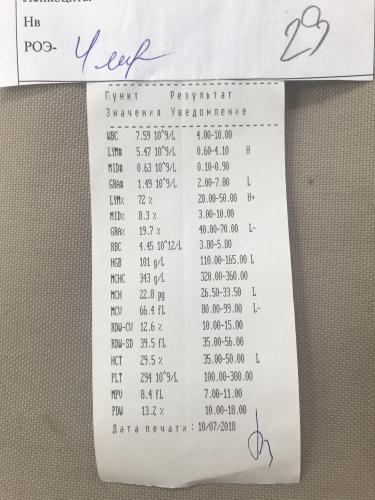 Лейкоциты.
Нв
РОЭ- 4 мм
29
Пункт Результат
Значения Уведомление
WBC 7.59 10^9/L 4.00-10.00
LYM# 5.47 10^9/L 0.60-4.10 H
MID# 0.63 10^9/L 0.10-0.90
GRA# 1.49 10^9/L 2.00-7.80 L
LYM% 72 % 20.00-50.00 H+
MID% 8.3 % 3.00-10.00
GRA% 19.7 % 40.00-70.00 L-
RBC 4.45 10^12/L 3.80-5.80
HGB 101 g/L 110.00-165.00 L
MCHC 343 g/L 320.00-360.00
MCH 22.8 pg 26.50-33.50 L
MCV 66.4 fL 80.00-99.00 L-
RDW-CV 12.6 % 10.00-15.00
RDW-SD 39.5 fL 35.00-56.00
HCT 29.5 % 35.00-50.00 L
PLT 294 10^9/L 100.00-300.00
MPV 8.4 fL 7.00-11.00
PDW 13.2 % 10.00-18.00
Дата печати: 10/07/2018